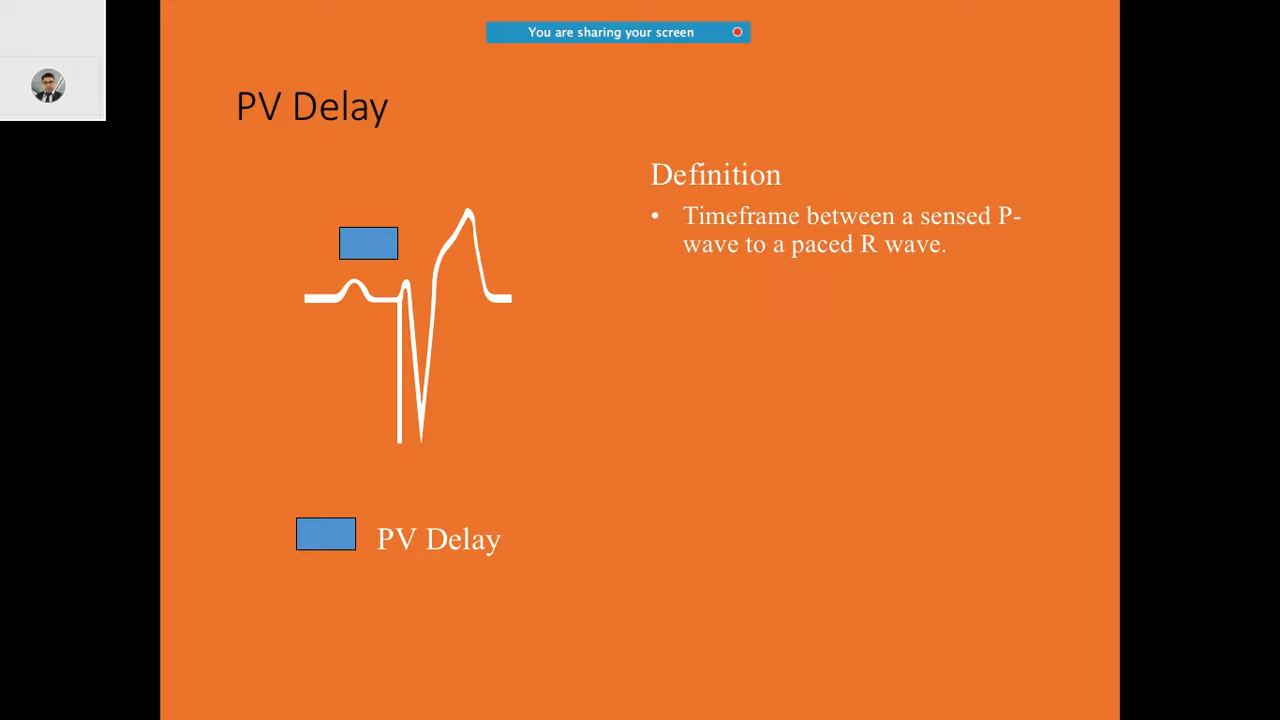 You are sharing your screen
PV Delay
Definition
• Timeframe between a sensed P-
wave to a paced R wave.
PV Delay